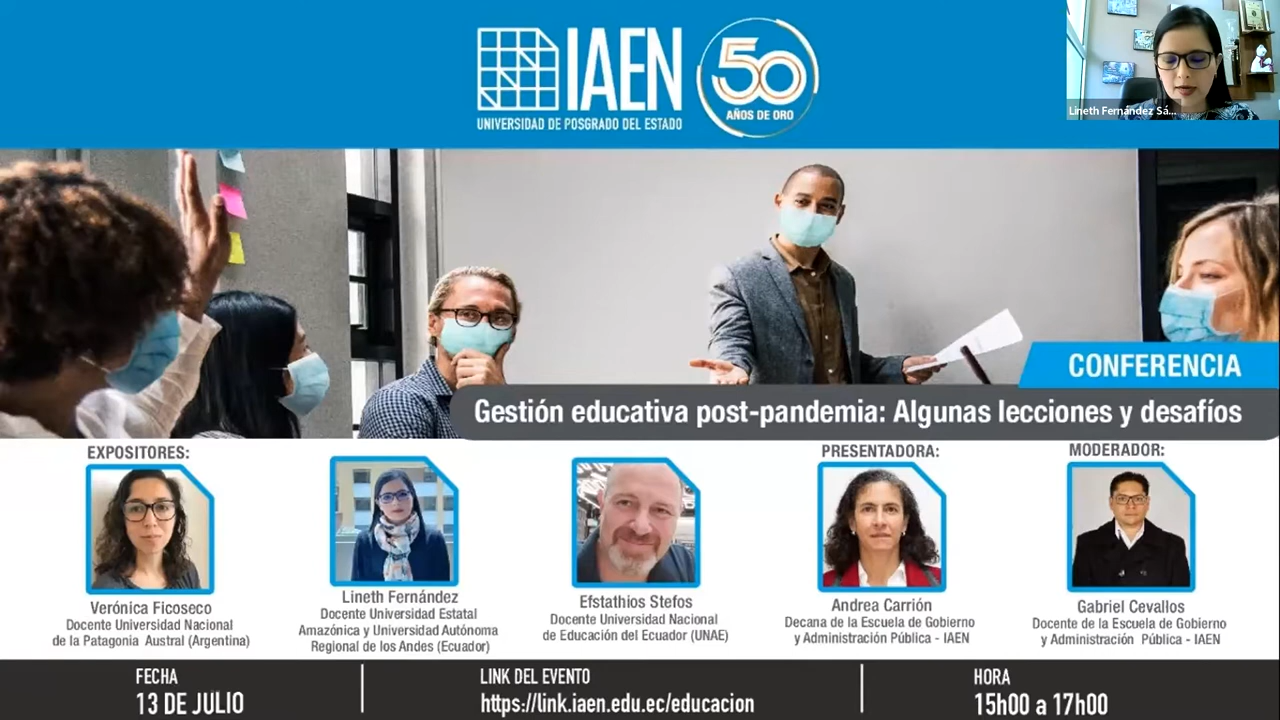 IAEN
UNIVERSIDAD DE POSGRADO DEL ESTADO
50
AÑOS DE ORO
Lineth Fernández Sá...
CONFERENCIA
Gestión educativa post-pandemia: Algunas lecciones y desafíos
EXPOSITORES:
Verónica Ficoseco
Docente Universidad Nacional
de la Patagonia Austral (Argentina)
Lineth Fernández
Docente Universidad Estatal
Amazónica y Universidad Autónoma
Regional de los Andes (Ecuador)
Efstathios Stefos
Docente Universidad Nacional
de Educación del Ecuador (UNAE)
PRESENTADORA:
Andrea Carrión
Decana de la Escuela de Gobierno
y Administración Pública - IAEN
MODERADOR:
Gabriel Cevallos
Docente de la Escuela de Gobierno
y Administración Pública - IAEN
FECHA
13 DE JULIO
LINK DEL EVENTO
https://link.iaen.edu.ec/educacion
HORA
15h00 a 17h00